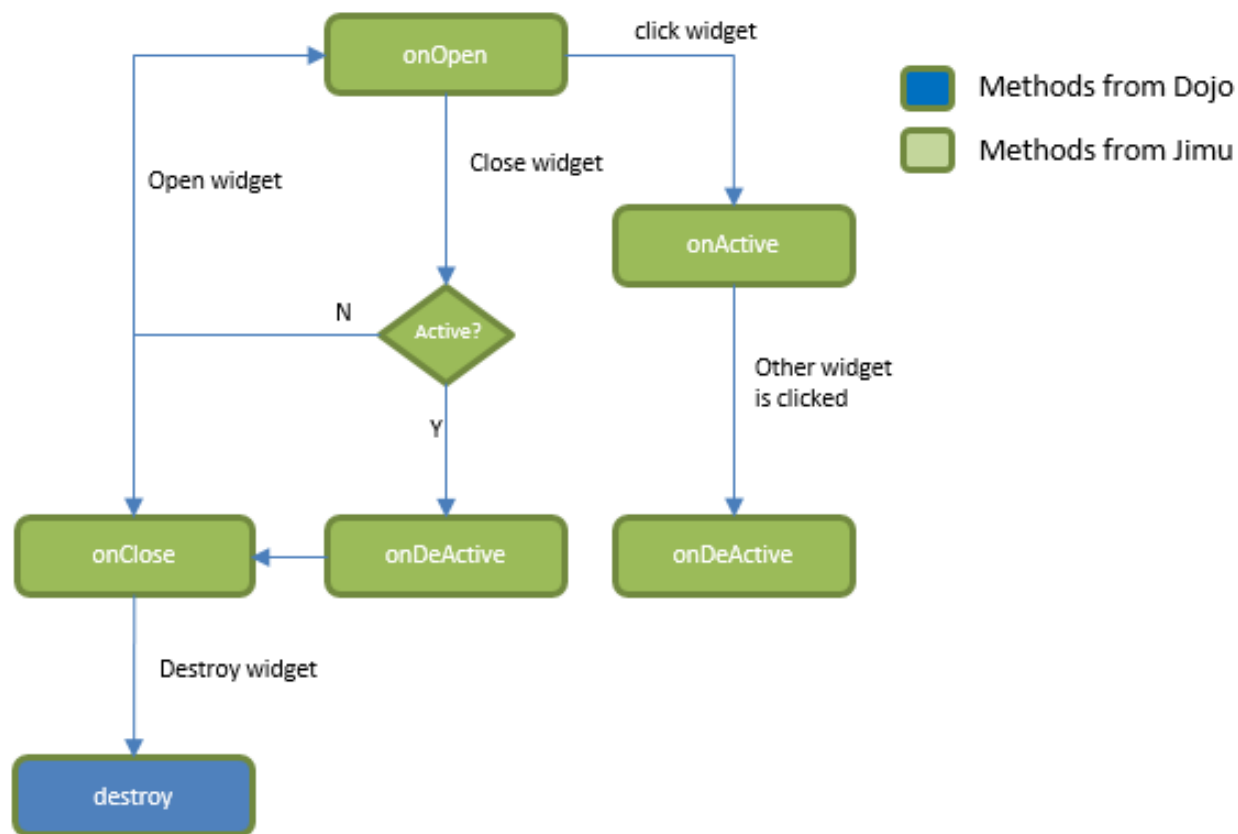 click widget
onOpen
Methods from Dojo
Methods from Jimu
Close widget
Open widget
onActive
N
Active?
Other widget
is clicked
Y
onClose
onDeActive
onDeActive
Destroy widget
destroy